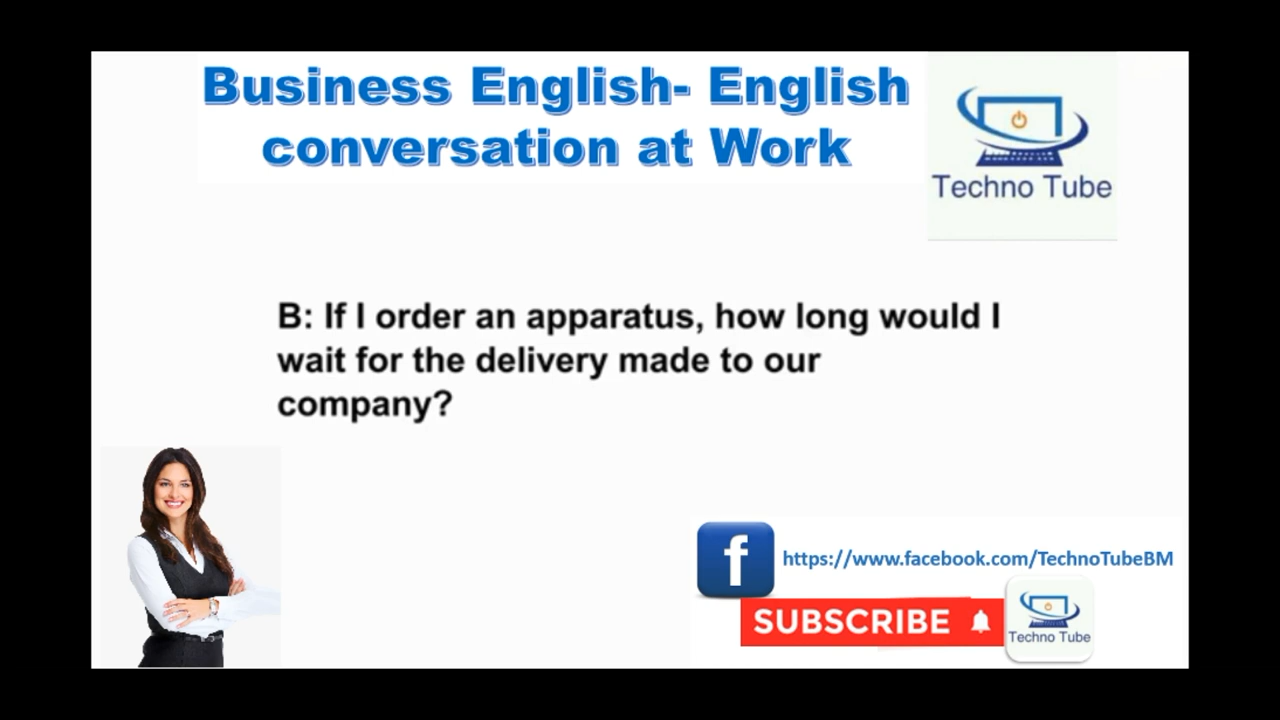 Business English- English
conversation at Work
Techno Tube
B: If I order an apparatus, how long would I
wait for the delivery made to our
company?
f
https://www.facebook.com/TechnoTubeBM
SUBSCRIBE
Techno Tube